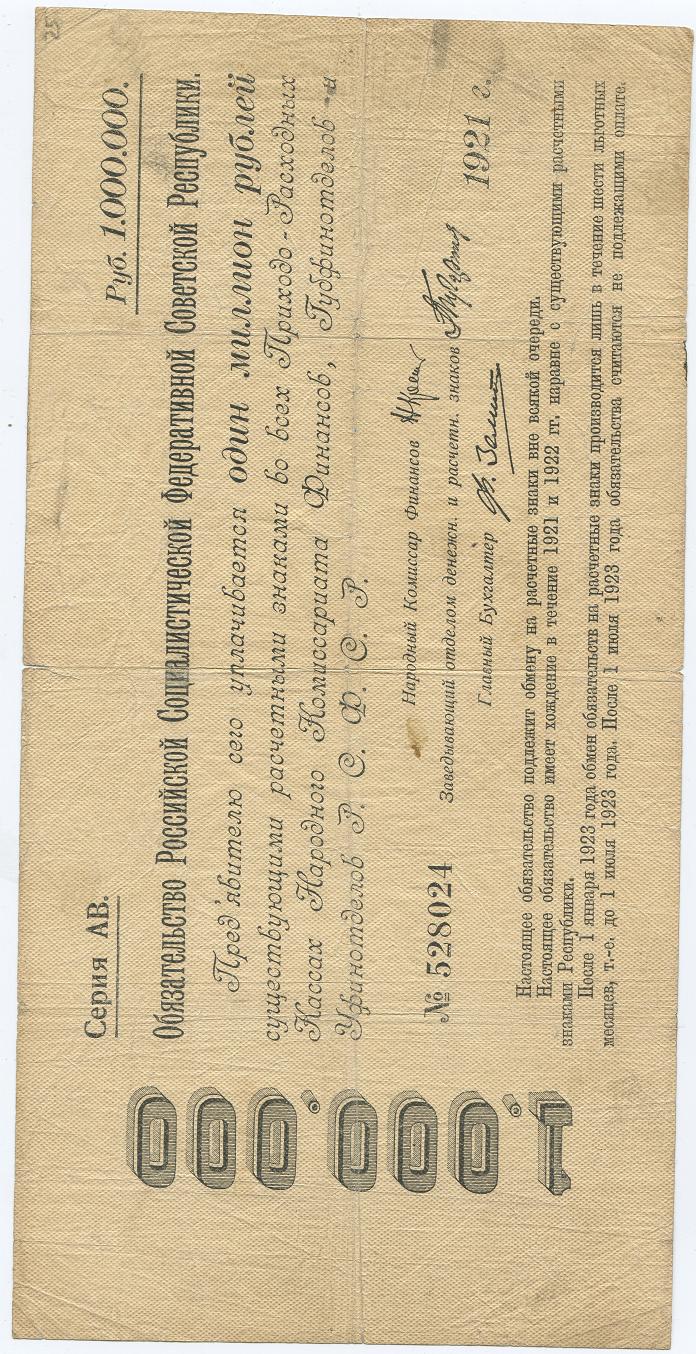 25
Серия АВ.
Руб. 1.000.000.
Обязательство Российской Социалистической Федеративной Советской Республики.
Пред'явителю сего уплачивается один миллион рублей
существующими расчетными знаками во всех Приходо-Расходных
Кассах Народного Комиссариата Финансов, Губфинотделов и
Уфинотделов Р. С. Ф. С. Р.
Народный Комиссар Финансов
№ 528024
Заведывающий отделом денежн. и расчетн. знаков
1921 г.
Главный Бухгалтер
Настоящее обязательство подлежит обмену на расчетные знаки вне всякой очереди.
Настоящее обязательство имеет хождение в течение 1921 и 1922 гг. наравне с существующими расчетными
знаками Республики.
После 1 января 1923 года обмен обязательств на расчетные знаки производится лишь в течение шести льготных
месяцев, т.-е. до 1 июля 1923 года. После 1 июля 1923 года обязательства считаются не подлежащими оплате.
1.000.000